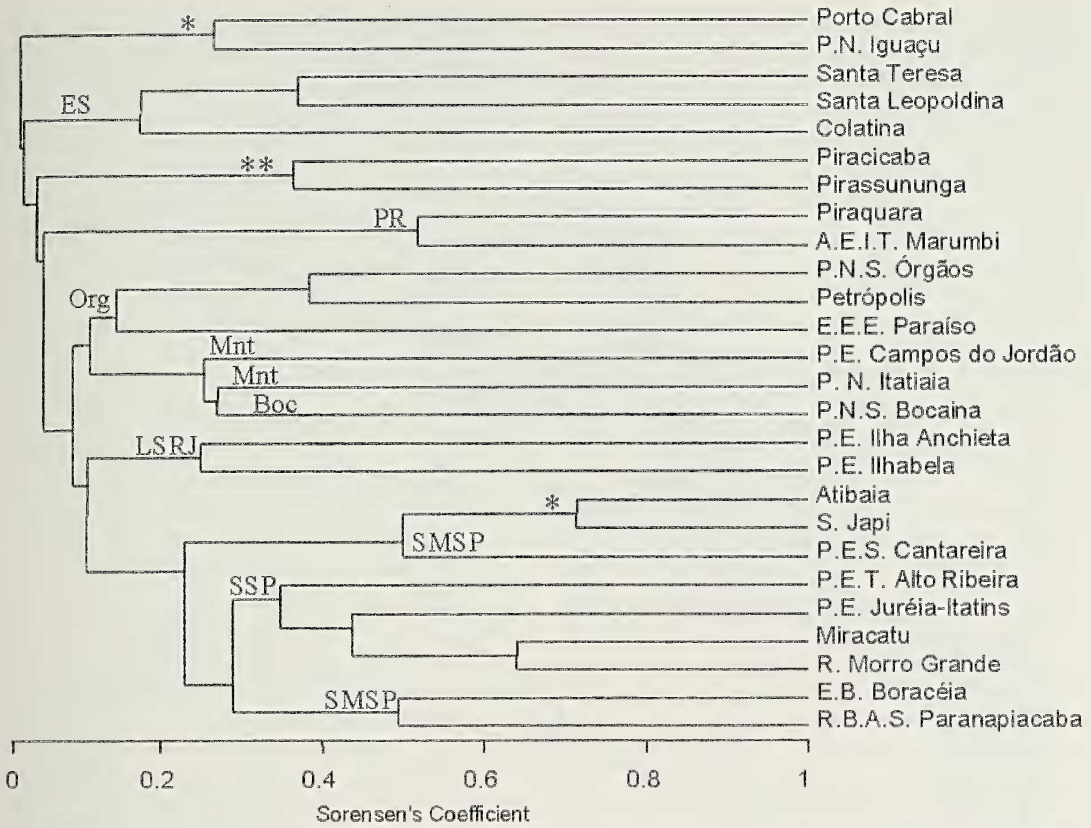 * Porto Cabral
P.N. Iguaçu
Santa Teresa
ES Santa Leopoldina
Colatina
** Piracicaba
Pirassununga
PR Piraquara
A.E.I.T. Marumbi
P.N.S. Órgãos
Org Petrópolis
E.E.E. Paraíso
Mnt P.E. Campos do Jordão
Mnt P. N. Itatiaia
Boc P.N.S. Bocaina
LSRJ P.E. Ilha Anchieta
P.E. Ilhabela
* Atibaia
S. Japi
SMSP P.E.S. Cantareira
SSP P.E.T. Alto Ribeira
P.E. Juréia-Itatins
Miracatu
R. Morro Grande
SMSP E.B. Boracéia
R.B.A.S. Paranapiacaba
0 0.2 0.4 0.6 0.8 1
Sorensen's Coefficient